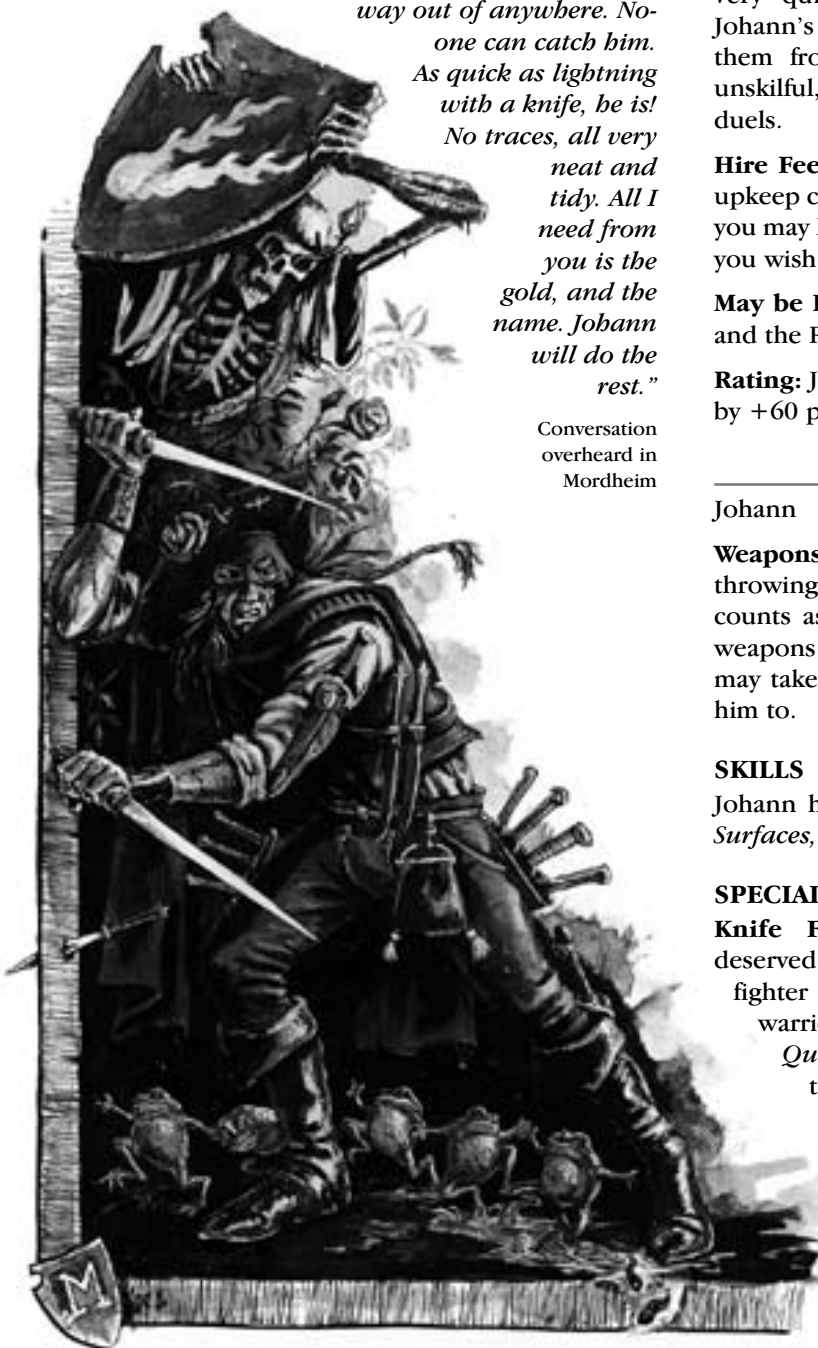 way out of anywhere. No-
one can catch him.
As quick as lightning
with a knife, he is!
No traces, all very
neat and
tidy. All I
need from
you is the
gold, and the
name. Johann
will do the
rest."
Conversation
overheard in
Mordheim
Johann's
them fro
unskilful,
duels.
Hire Fee
upkeep c
you may
you wish
May be
and the
Rating: J
by +60 p
Johann
Weapons
throwing
counts as
weapons
may take
him to.
SKILLS
Johann h
Surfaces,
SPECIAL
Knife F
deserved
fighter
warri
Qu
t
M